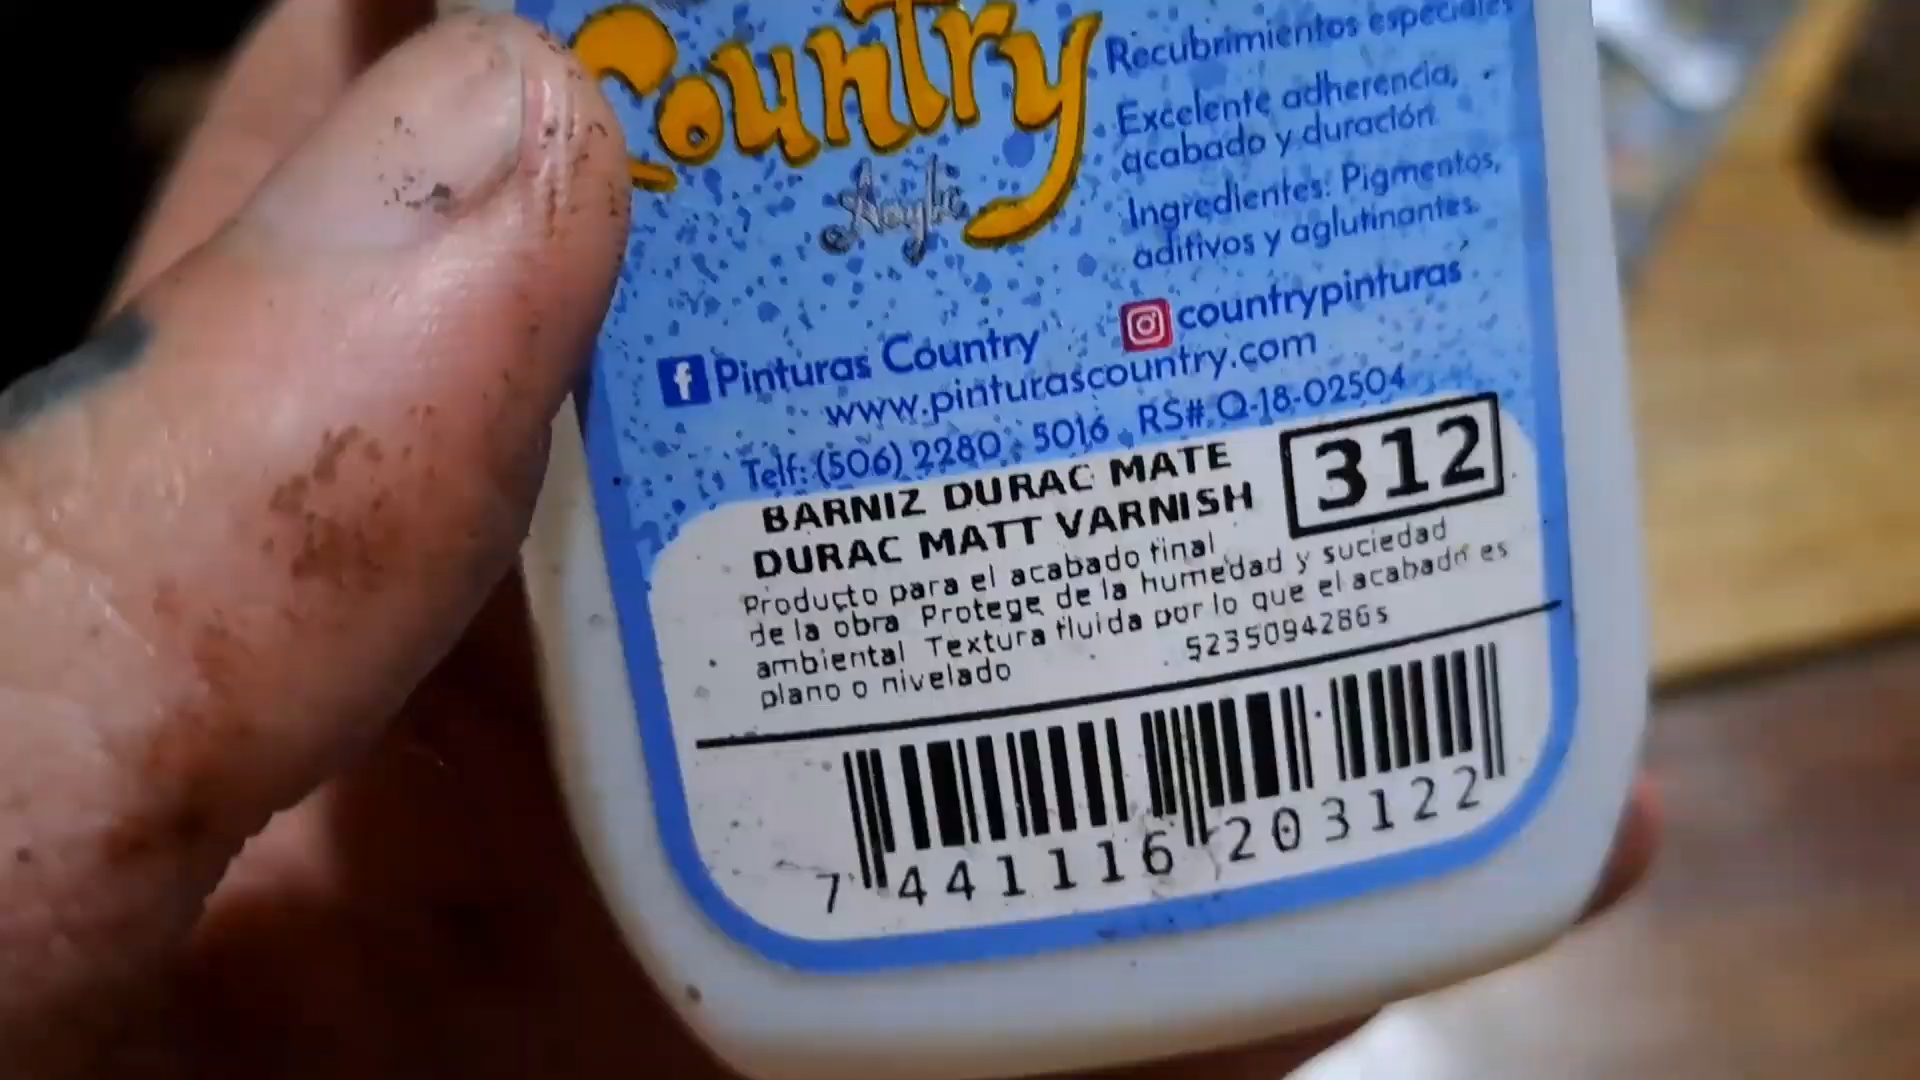 Country
Acrylic
Recubrimientos especiales
Excelente adherencia,
acabado y duración.
Ingredientes: Pigmentos,
aditivos y aglutinantes.
Pinturas Country
countrypinturas
www.pinturascountry.com
Telf: (506) 2280 5016 RS# Q-18-02504
BARNIZ DURAC MATE
DURAC MATT VARNISH
312
Producto para el acabado final
de la obra Protege de la humedad y suciedad
ambiental Textura fluida por lo que el acabado es
plano o nivelado
5235094286s
7 441116 203122